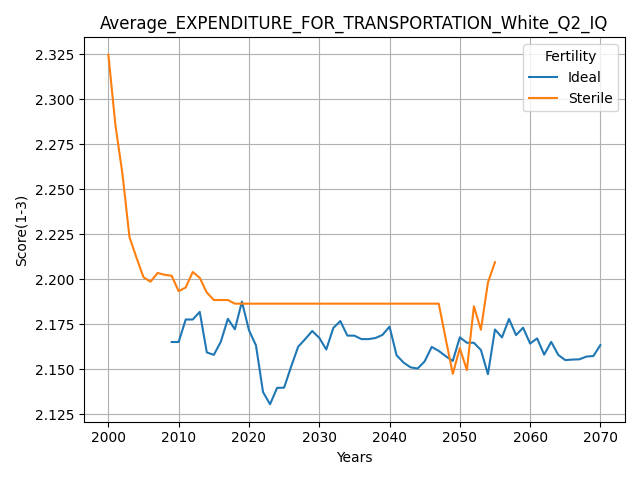 Average_EXPENDITURE_FOR_TRANSPORTATION_White_Q2_IQ
Fertility
Ideal
Sterile
Score(1-3)
2.325
2.300
2.275
2.250
2.225
2.200
2.175
2.150
2.125
2000 2010 2020 2030 2040 2050 2060 2070
Years